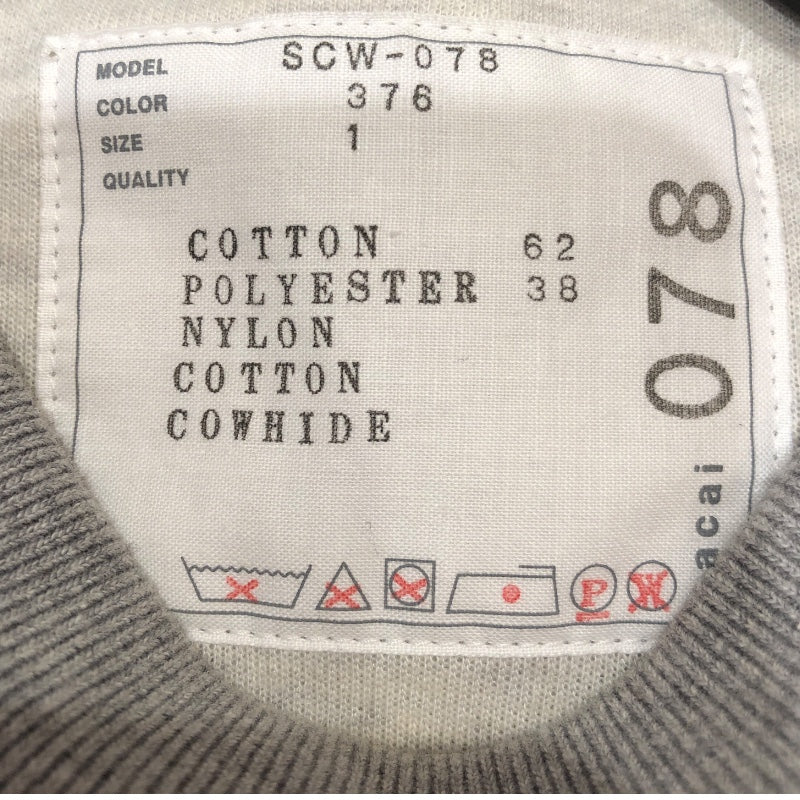 MODEL SCW-078
COLOR 376
SIZE 1
QUALITY
COTTON 62
POLYESTER 38
NYLON
COTTON
COWHIDE
P W
078
acai